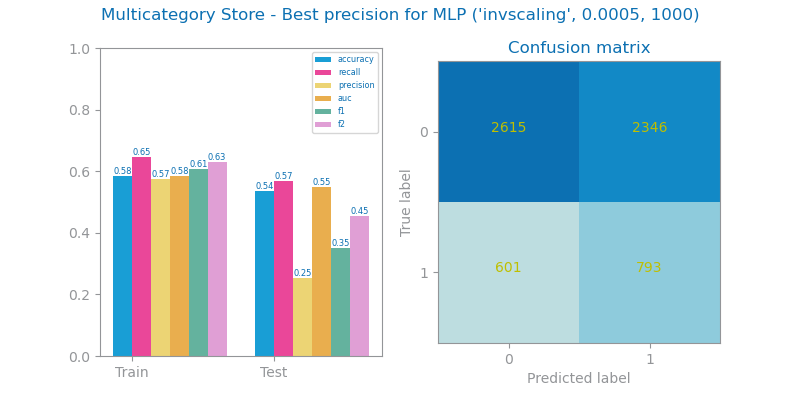 Multicategory Store - Best precision for MLP ('invscaling', 0.0005, 1000)
1.0
0.8
0.6
0.4
0.2
0.0
accuracy
recall
precision
auc
f1
f2
0.58
0.65
0.57
0.58
0.61
0.63
0.54
0.57
0.25
0.55
0.35
0.45
Train
Test
Confusion matrix
True label
0
1
2615
2346
601
793
0
1
Predicted label